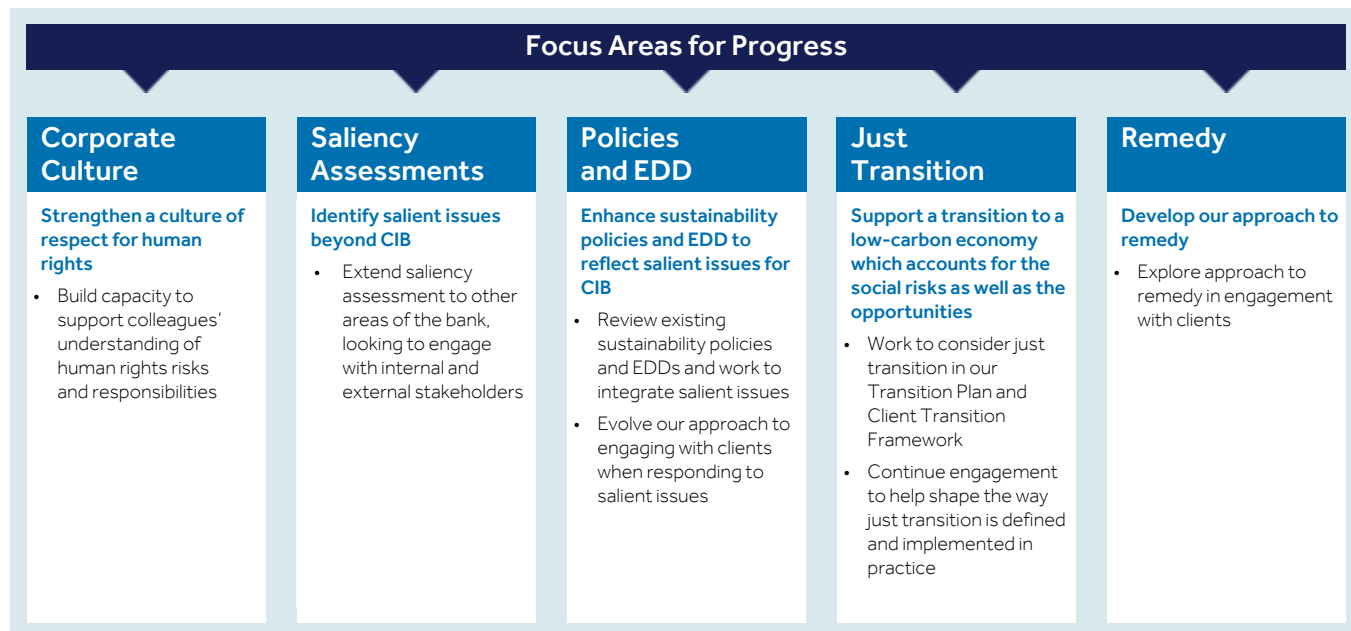 Focus Areas for Progress
Corporate
Culture
Strengthen a culture of
respect for human
rights
• Build capacity to
support colleagues’
understanding of
human rights risks
and responsibilities
Saliency
Assessments
Identify salient issues
beyond CIB
• Extend saliency
assessment to other
areas of the bank,
looking to engage
with internal and
external stakeholders
Policies
and EDD
Enhance sustainability
policies and EDD to
reflect salient issues for
CIB
• Review existing
sustainability policies
and EDDs and work to
integrate salient issues
• Evolve our approach to
engaging with clients
when responding to
salient issues
Just
Transition
Support a transition to a
low-carbon economy
which accounts for the
social risks as well as the
opportunities
• Work to consider just
transition in our
Transition Plan and
Client Transition
Framework
• Continue engagement
to help shape the way
just transition is defined
and implemented in
practice
Remedy
Develop our approach to
remedy
• Explore approach to
remedy in engagement
with clients